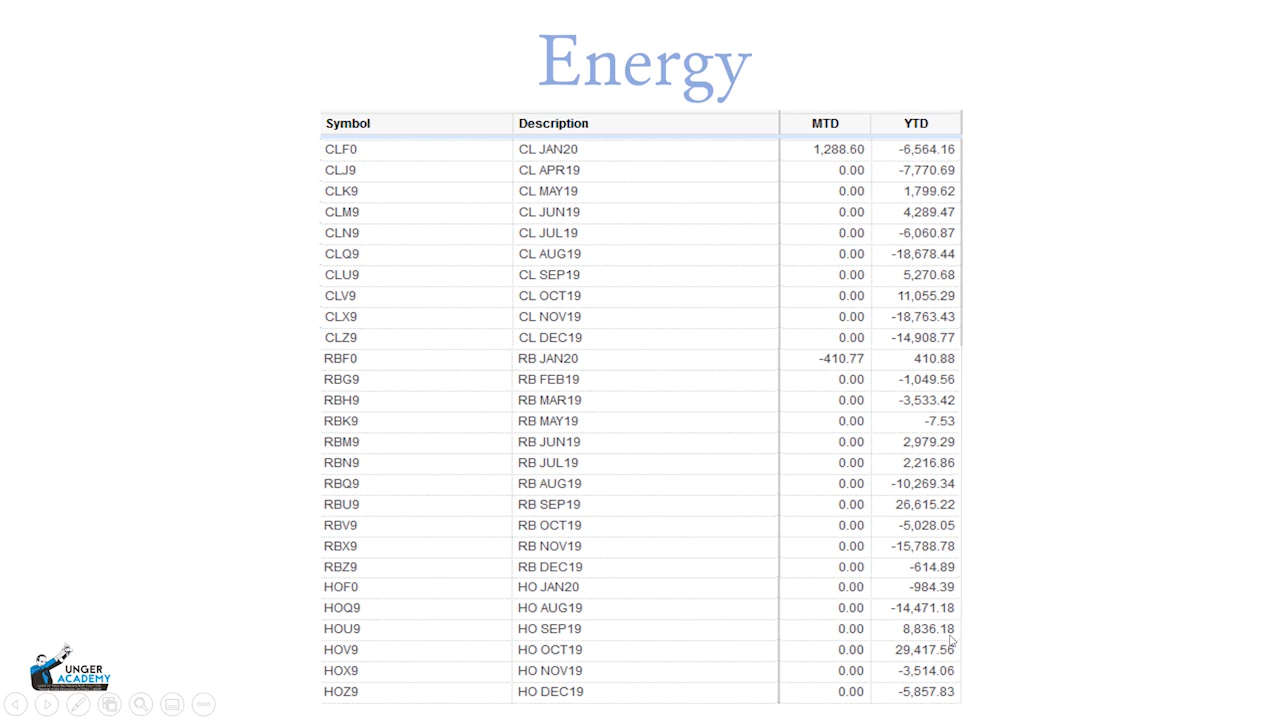 Energy
Symbol Description MTD YTD
CLF0 CL JAN20 1,288.60 -6,564.16
CLJ9 CL APR19 0.00 -7,770.69
CLK9 CL MAY19 0.00 1,799.62
CLM9 CL JUN19 0.00 4,289.47
CLN9 CL JUL19 0.00 -6,060.87
CLQ9 CL AUG19 0.00 -18,678.44
CLU9 CL SEP19 0.00 5,270.68
CLV9 CL OCT19 0.00 11,055.29
CLX9 CL NOV19 0.00 -18,763.43
CLZ9 CL DEC19 0.00 -14,908.77
RBF0 RB JAN20 -410.77 410.88
RBG9 RB FEB19 0.00 -1,049.56
RBH9 RB MAR19 0.00 -3,533.42
RBK9 RB MAY19 0.00 -7.53
RBM9 RB JUN19 0.00 2,979.29
RBN9 RB JUL19 0.00 2,216.86
RBQ9 RB AUG19 0.00 -10,269.34
RBU9 RB SEP19 0.00 26,615.22
RBV9 RB OCT19 0.00 -5,028.05
RBX9 RB NOV19 0.00 -15,788.78
RBZ9 RB DEC19 0.00 -614.89
HOF0 HO JAN20 0.00 -984.39
HOQ9 HO AUG19 0.00 -14,471.18
HOU9 HO SEP19 0.00 8,836.18
HOV9 HO OCT19 0.00 29,417.56
HOX9 HO NOV19 0.00 -3,514.06
HOZ9 HO DEC19 0.00 -5,857.83
UNGER
ACADEMY